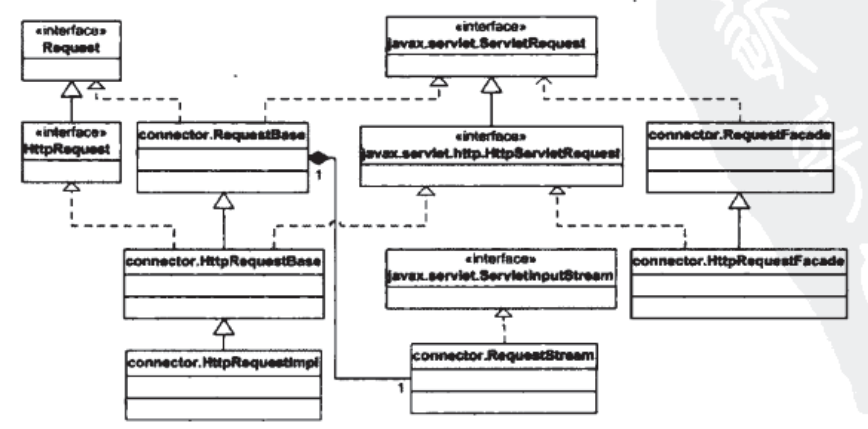 «interface»
Request
«interface»
javax.servlet.ServletRequest
«interface»
HttpRequest
connector.RequestBase
«interface»
javax.servlet.http.HttpServletRequest
connector.RequestFacade
1
connector.HttpRequestBase
«interface»
javax.servlet.ServletInputStream
connector.HttpRequestFacade
connector.HttpRequestImpl
connector.RequestStream
1